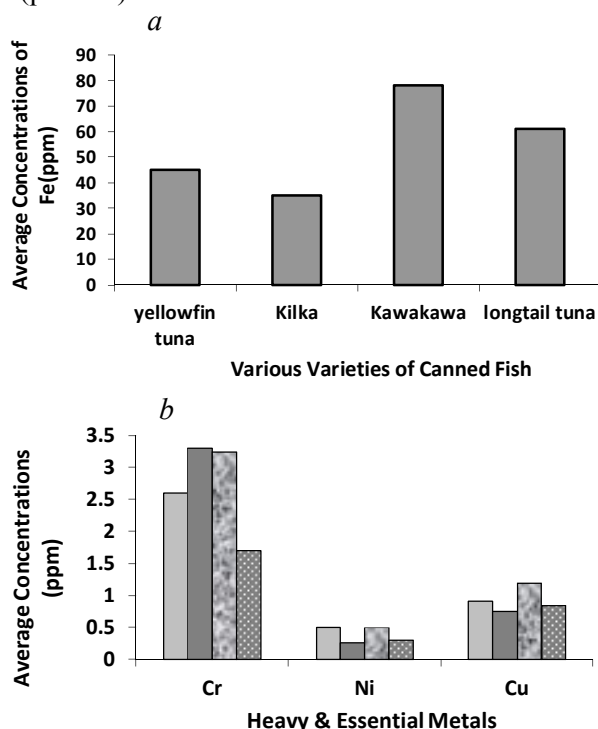 a
90
80
70
60
50
40
30
20
10
0
Average Concentrations of
Fe(ppm)
yellowfin
tuna
Kilka
Kawakawa
longtail tuna
Various Varieties of Canned Fish
b
3.5
3
2.5
2
1.5
1
0.5
0
Average Concentrations
(ppm)
Cr
Ni
Cu
Heavy & Essential Metals